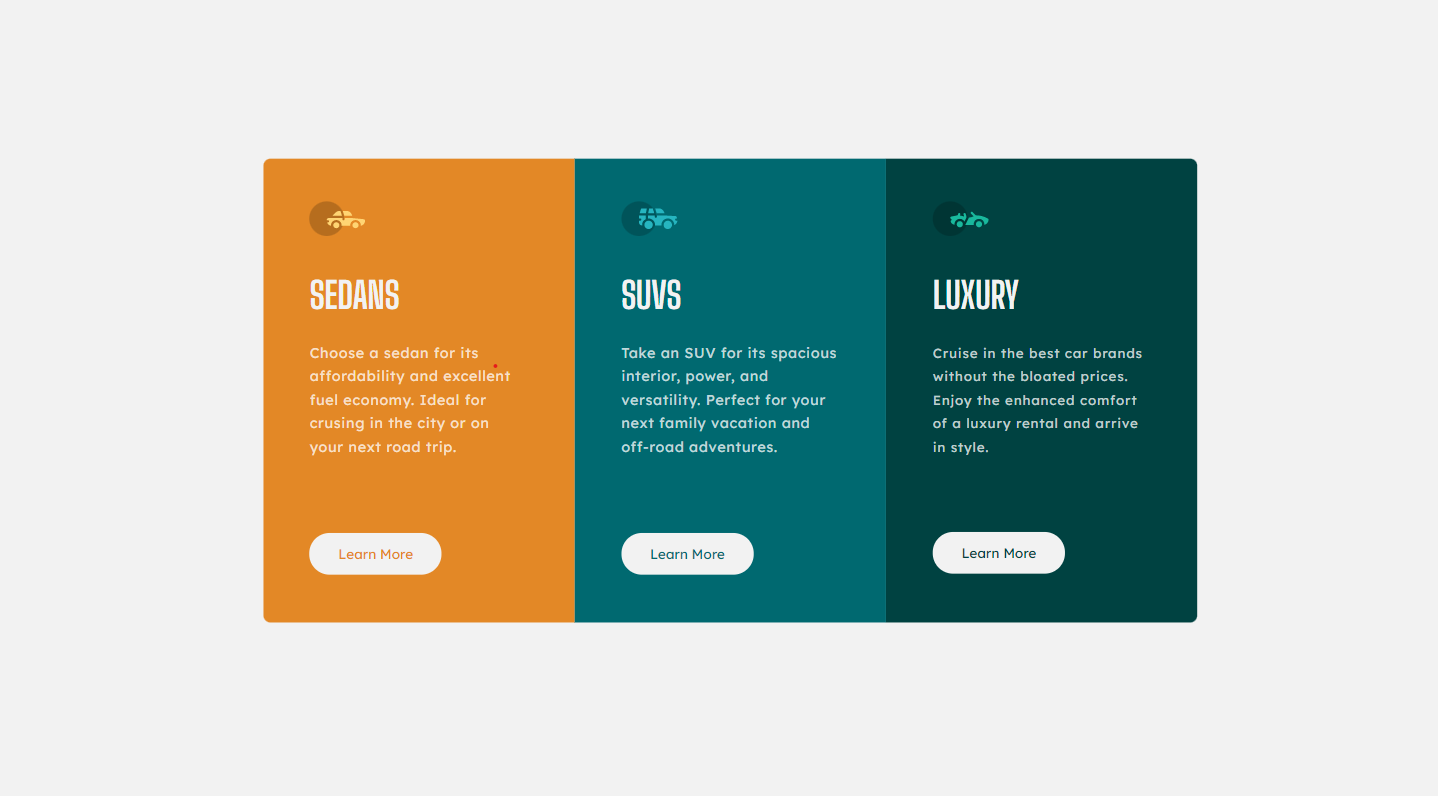 SEDANS
Choose a sedan for its
affordability and excellent
fuel economy. Ideal for
crusing in the city or on
your next road trip.
Learn More
SUVS
Take an SUV for its spacious
interior, power, and
versatility. Perfect for your
next family vacation and
off-road adventures.
Learn More
LUXURY
Cruise in the best car brands
without the bloated prices.
Enjoy the enhanced comfort
of a luxury rental and arrive
in style.
Learn More